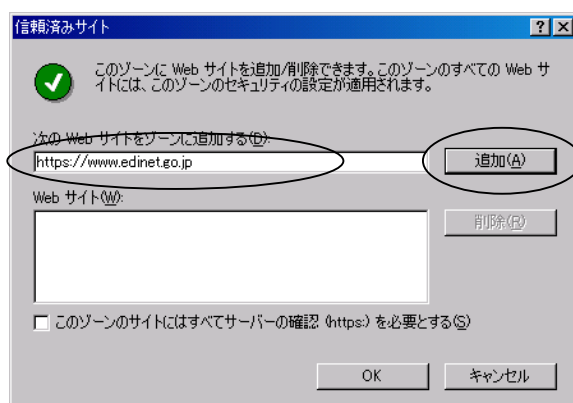 信頼済みサイト
このゾーンに Web サイトを追加/削除できます。このゾーンのすべての Web サ
イトには、このゾーンのセキュリティの設定が適用されます。
次の Web サイトをゾーンに追加する(D):
https://www.edinet.go.jp
追加(A)
Web サイト(W):
削除(R)
このゾーンのサイトにはすべてサーバーの確認 (https:) を必要とする(S)
OK
キャンセル